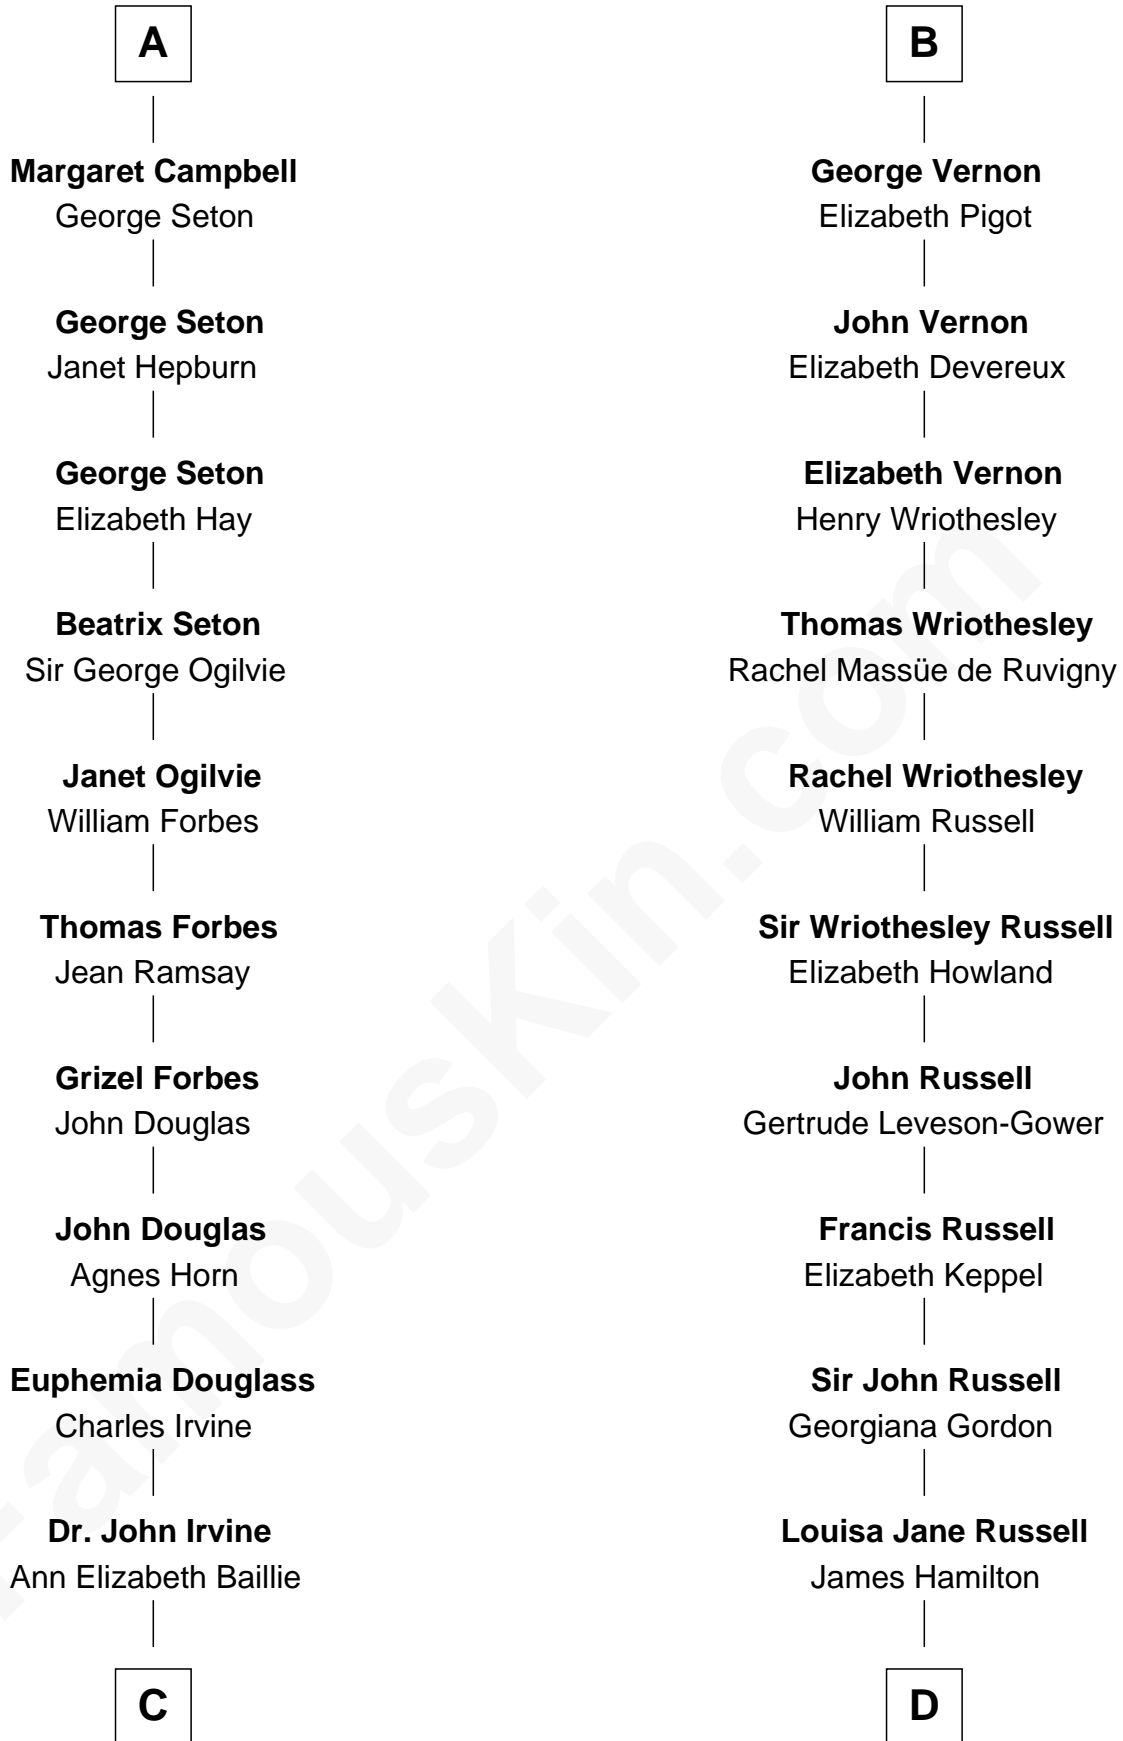 A
Margaret Campbell
George Seton
George Seton
Janet Hepburn
George Seton
Elizabeth Hay
Beatrix Seton
Sir George Ogilvie
Janet Ogilvie
William Forbes
Thomas Forbes
Jean Ramsay
Grizel Forbes
John Douglas
John Douglas
Agnes Horn
Euphemia Douglass
Charles Irvine
Dr. John Irvine
Ann Elizabeth Baillie
C
B
George Vernon
Elizabeth Pigot
John Vernon
Elizabeth Devereux
Elizabeth Vernon
Henry Wriothesley
Thomas Wriothesley
Rachel Massüe de Ruvigny
Rachel Wriothesley
William Russell
Sir Wriothesley Russell
Elizabeth Howland
John Russell
Gertrude Leveson-Gower
Francis Russell
Elizabeth Keppel
Sir John Russell
Georgiana Gordon
Louisa Jane Russell
James Hamilton
D
FamousKin.com